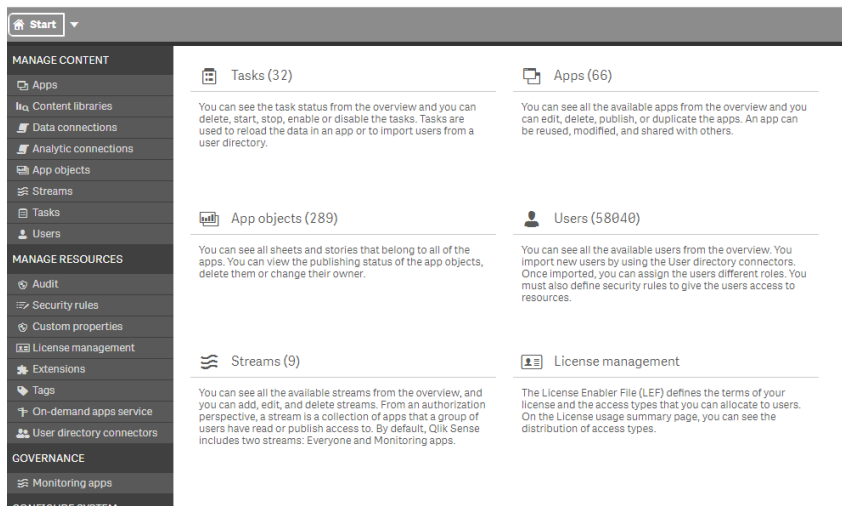 Start
MANAGE CONTENT
Apps
Content libraries
Data connections
Analytic connections
App objects
Streams
Tasks
Users
MANAGE RESOURCES
Audit
Security rules
Custom properties
License management
Extensions
Tags
On-demand apps service
User directory connectors
GOVERNANCE
Monitoring apps
CONFIGURE SYSTEM
Tasks (32)
You can see the task status from the overview and you can
delete, start, stop, enable or disable the tasks. Tasks are
used to reload the data in an app or to import users from a
user directory.
Apps (66)
You can see all the available apps from the overview and you
can edit, delete, publish, or duplicate the apps. An app can
be reused, modified, and shared with others.
App objects (289)
You can see all sheets and stories that belong to all of the
apps. You can view the publishing status of the app objects,
delete them or change their owner.
Users (58040)
You can see all the available users from the overview. You
import new users by using the User directory connectors.
Once imported, you can assign the users different roles. You
must also define security rules to give the users access to
resources.
Streams (9)
You can see all the available streams from the overview, and
you can add, edit, and delete streams. From an authorization
perspective, a stream is a collection of apps that a group of
users have read or publish access to. By default, Qlik Sense
includes two streams: Everyone and Monitoring apps.
License management
The License Enabler File (LEF) defines the terms of your
license and the access types that you can allocate to users.
On the License usage summary page, you can see the
distribution of access types.